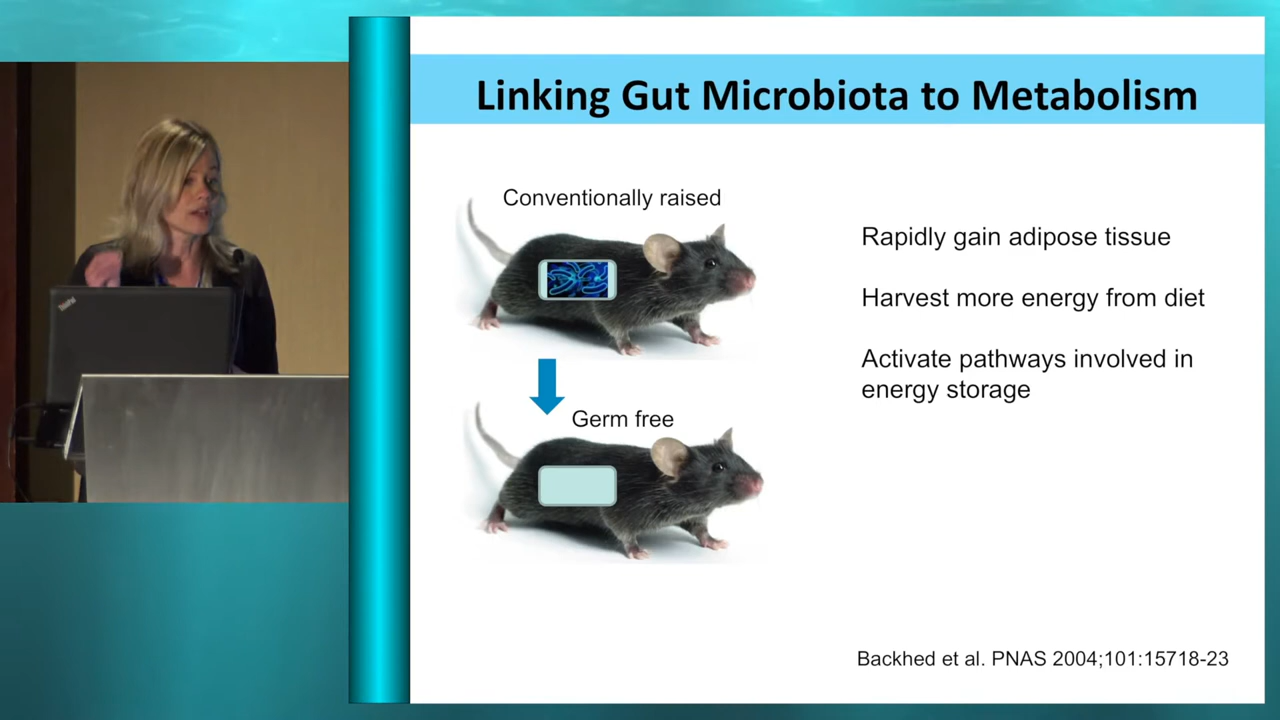 Linking Gut Microbiota to Metabolism
Conventionally raised
Rapidly gain adipose tissue
Harvest more energy from diet
Activate pathways involved in
energy storage
Germ free
Backhed et al. PNAS 2004;101:15718-23
ThinkPad